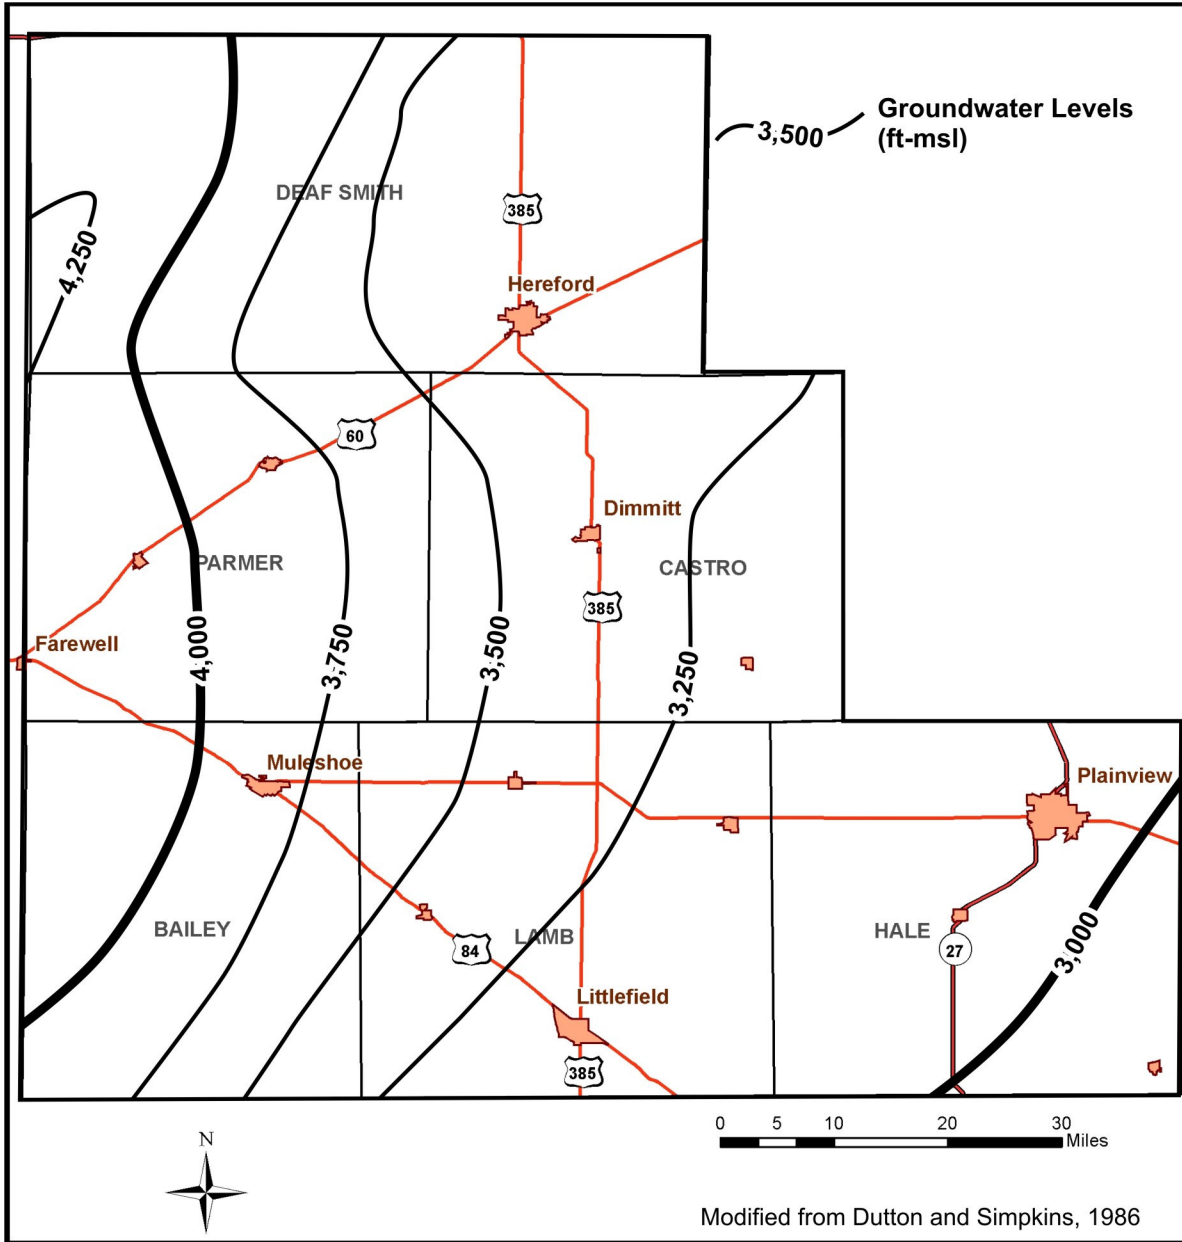 3,500
Groundwater Levels
(ft-msl)
DEAF SMITH
385
4,250
Hereford
60
Dimmitt
PARMER
CASTRO
385
Farewell
4,000
3,750
3,500
3,250
Muleshoe
Plainview
BAILEY
84
LAMB
HALE
27
3,000
Littlefield
385
0 5 10 20 30
Miles
N
Modified from Dutton and Simpkins, 1986